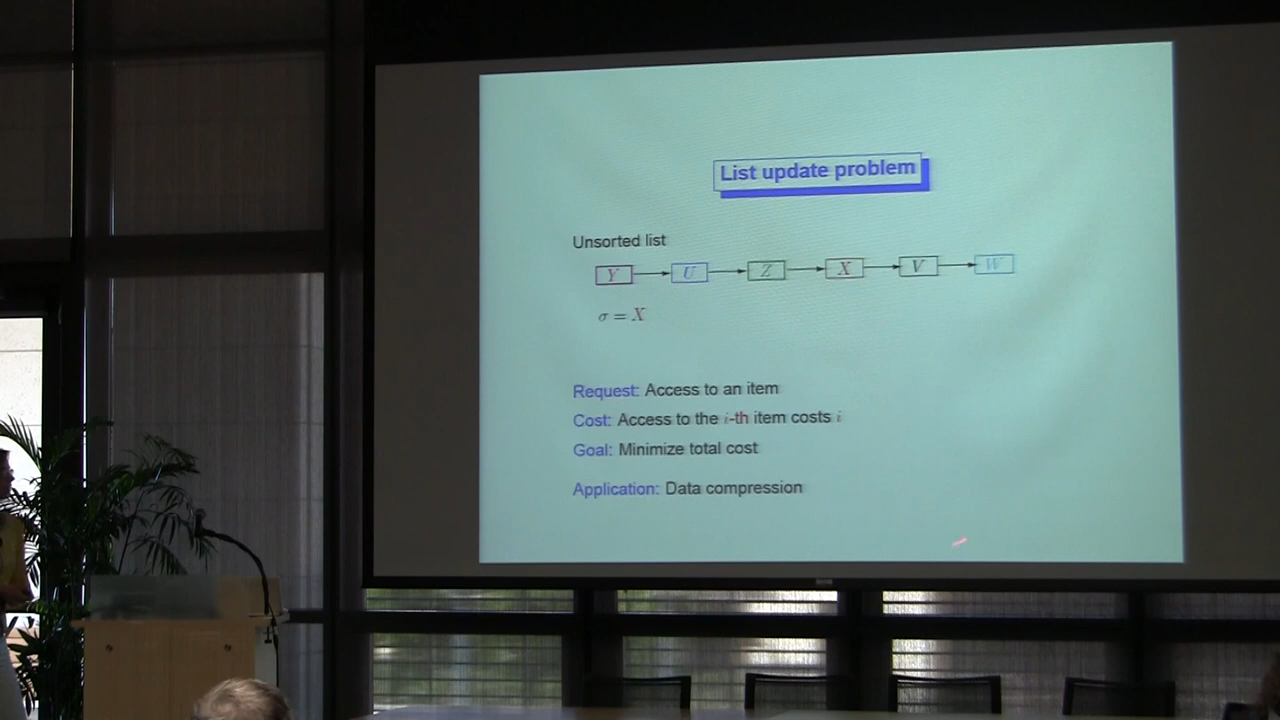 List update problem
Unsorted list
Y U Z X V W
σ = X
Request: Access to an item
Cost: Access to the i-th item costs i
Goal: Minimize total cost
Application: Data compression